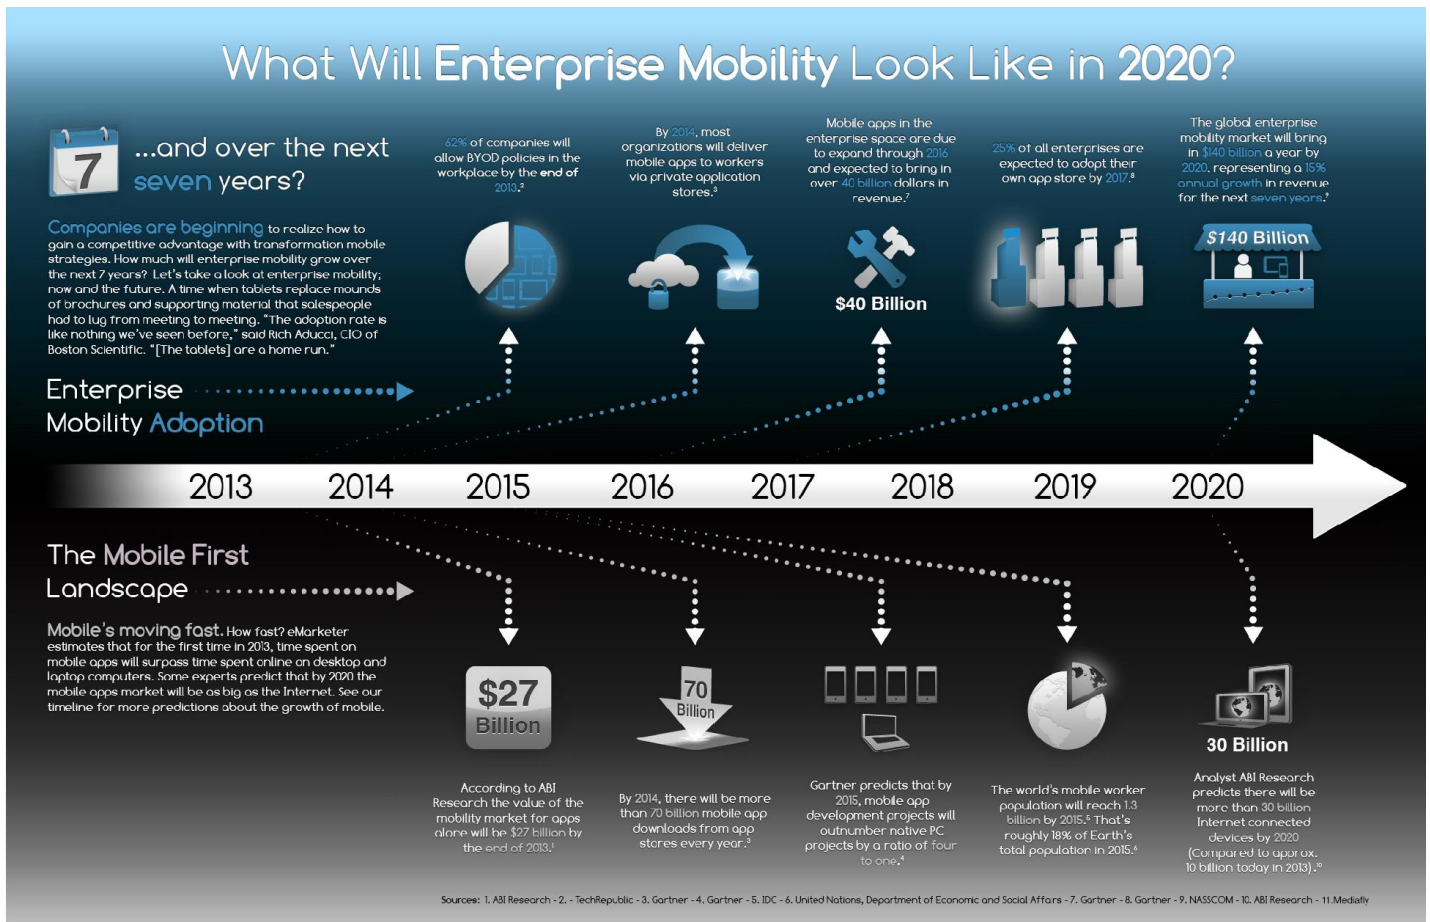 What Will Enterprise Mobility Look Like in 2020?
7
...and over the next
seven years?
Companies are beginning to realize how to
gain a competitive advantage with transformation mobile
strategies. How much will enterprise mobility grow over
the next 7 years? Let's take a look at enterprise mobility;
now and the future. A time when tablets replace mounds
of brochures and supporting material that salespeople
had to lug from meeting to meeting. "The adoption rate is
like nothing we've seen before," said Rich Aducci, CIO of
Boston Scientific. "[The tablets] are a home run."
Enterprise
Mobility Adoption
62% of companies will
allow BYOD policies in the
workplace by the end of
2013.²
By 2014, most
organizations will deliver
mobile apps to workers
via private application
stores.³
Mobile apps in the
enterprise space are due
to expand through 2016
and expected to bring in
over 40 billion dollars in
revenue.⁷
$40 Billion
25% of all enterprises are
expected to adopt their
own app store by 2017.⁸
The global enterprise
mobility market will bring
in $140 billion a year by
2020, representing a 15%
annual growth in revenue
for the next seven years.⁹
$140 Billion
2013 2014 2015 2016 2017 2018 2019 2020
The Mobile First
Landscape
Mobile's moving fast. How fast? eMarketer
estimates that for the first time in 2013, time spent on
mobile apps will surpass time spent online on desktop and
laptop computers. Some experts predict that by 2020 the
mobile apps market will be as big as the Internet. See our
timeline for more predictions about the growth of mobile.
$27
Billion
According to ABI
Research the value of the
mobility market for apps
alone will be $27 billion by
the end of 2013.¹
70
Billion
By 2014, there will be more
than 70 billion mobile app
downloads from app
stores every year.³
Gartner predicts that by
2015, mobile app
development projects will
outnumber native PC
projects by a ratio of four
to one.⁴
The world's mobile worker
population will reach 1.3
billion by 2015.⁵ That's
roughly 18% of Earth's
total population in 2015.⁶
30 Billion
Analyst ABI Research
predicts there will be
more than 30 billion
Internet connected
devices by 2020
(Compared to approx.
10 billion today in 2013).¹⁰
Sources: 1. ABI Research - 2. - TechRepublic - 3. Gartner - 4. Gartner - 5. IDC - 6. United Nations, Department of Economic and Social Affairs - 7. Gartner - 8. Gartner - 9. NASSCOM - 10. ABI Research - 11.Mediafly